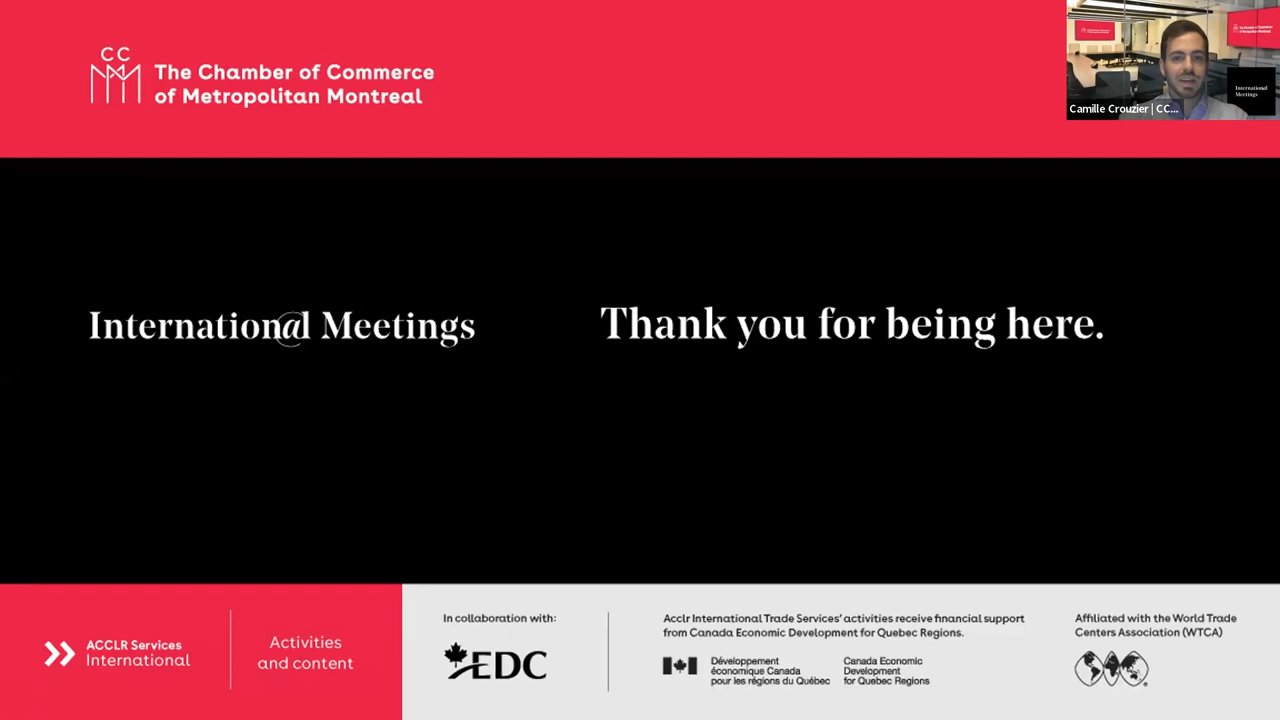 CC
The Chamber of Commerce
of Metropolitan Montreal
Camille Crouzier | CC...
International
Meetings
Internation@l Meetings
Thank you for being here.
ACCLR Services
International
Activities
and content
In collaboration with:
EDC
Acclr International Trade Services' activities receive financial support
from Canada Economic Development for Quebec Regions.
Développement
économique Canada
pour les régions du Québec
Canada Economic
Development
for Quebec Regions
Affiliated with the World Trade
Centers Association (WTCA)